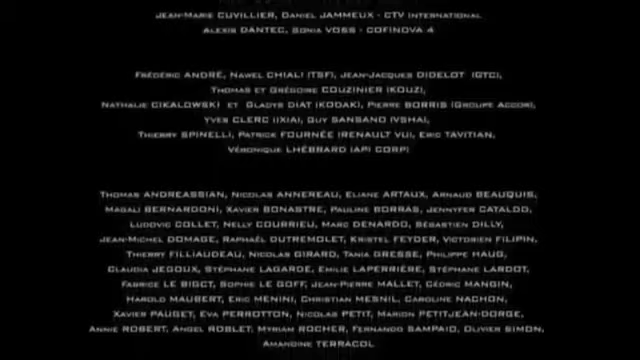 JEAN-MARIE CUVILLIER, DANIEL JAMMEUX - CTV INTERNATIONAL
ALEXIS DANTEC, SONIA VOSS - COFINOVA 4
FRÉDÉRIC ANDRÉ, NAWEL CHIALI (TSF), JEAN-JACQUES DIDELOT (GTC),
THOMAS ET GRÉGOIRE COUZINIER (KOUZ),
NATHALIE CIKALOWSKI ET GLADYS DIAT (KODAK), PIERRE BORRIS (GROUPE ACCOR),
YVES CLERC (IXIA), GUY SANSANO (VSHA),
THIERRY SPINELLI, PATRICK FOURNÉE (RENAULT VU), ERIC TAVITIAN,
VÉRONIQUE LHÉBRARD (API CORP)
THOMAS ANDREASSIAN, NICOLAS ANNEREAU, ELIANE ARTAUX, ARNAUD BEAUQUIS,
MAGALI BERNARDONI, XAVIER BONASTRE, PAULINE BORRAS, JENNYFER CATALDO,
LUDOVIC COLLET, NELLY COURRIEU, MARC DENARDO, SÉBASTIEN DILLY,
JEAN-MICHEL DOMAGE, RAPHAËL DUTREMOLET, KRISTEL FEYDER, VICTORIEN FILIPIN,
THIERRY FILLIAUDEAU, NICOLAS GIRARD, TANIA GRESSE, PHILIPPE HAUG,
CLAUDIA JEGOUX, STÉPHANE LAGARDE, EMILIE LAPERRIÈRE, STÉPHANE LARDOT,
FABRICE LE BIGCT, SOPHIE LE GOFF, JEAN-PIERRE MALLET, CÉDRIC MANGIN,
HAROLD MAUBERT, ERIC MENINI, CHRISTIAN MESNIL, CAROLINE NACHON,
XAVIER PAUGET, EVA PERROTTON, NICOLAS PETIT, MARION PETITJEAN-DORGE,
ANNIE ROBERT, ANGEL ROBLET, MYRIAM ROCHER, FERNANDO SAMPAIO, OLIVIER SIMON,
AMANDINE TERRACOL